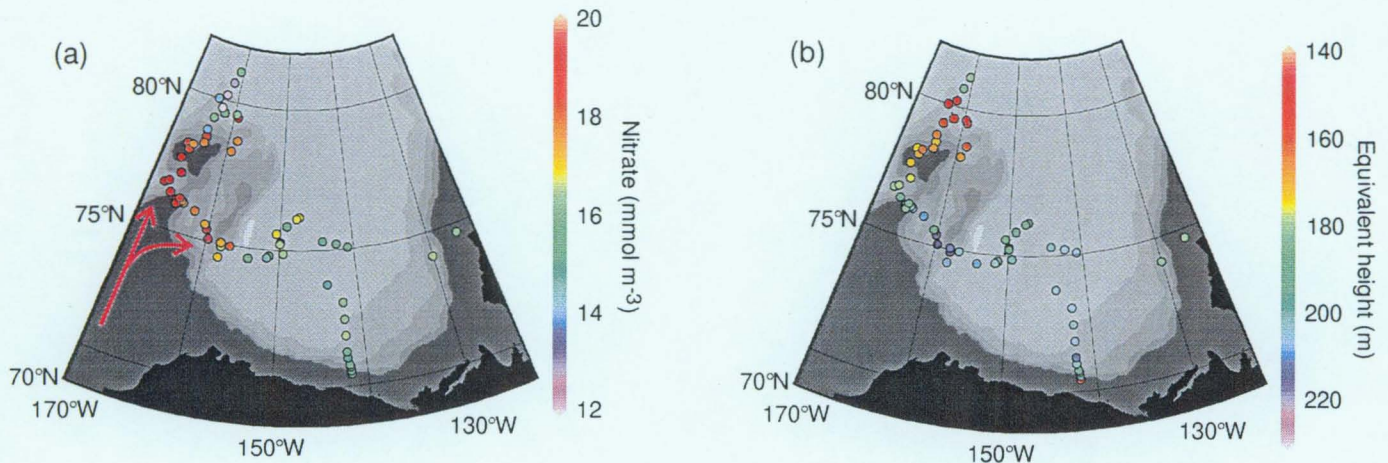 (a)
80°N
75°N
70°N
170°W
150°W
130°W
20
18
16
14
12
Nitrate (mmol m-3)
(b)
80°N
75°N
70°N
170°W
150°W
130°W
140
160
180
200
220
Equivalent height (m)